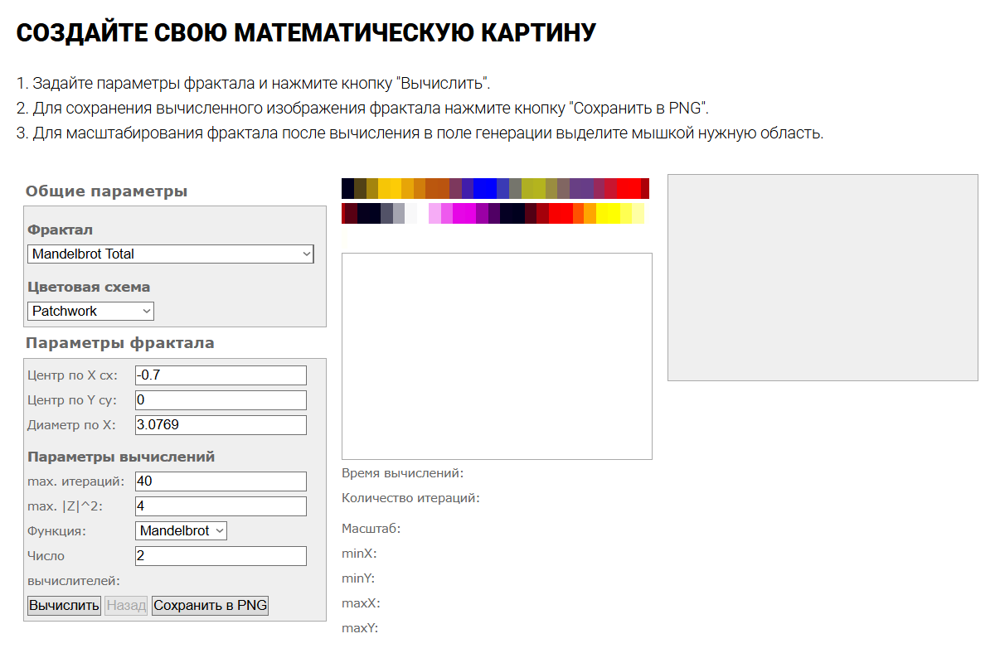 СОЗДАЙТЕ СВОЮ МАТЕМАТИЧЕСКУЮ КАРТИНУ
1. Задайте параметры фрактала и нажмите кнопку "Вычислить".
2. Для сохранения вычисленного изображения фрактала нажмите кнопку "Сохранить в PNG".
3. Для масштабирования фрактала после вычисления в поле генерации выделите мышкой нужную область.
Общие параметры
Фрактал
Mandelbrot Total
Цветовая схема
Patchwork
Параметры фрактала
Центр по X cx: -0.7
Центр по Y cy: 0
Диаметр по X: 3.0769
Параметры вычислений
max. итераций: 40
max. |Z|^2: 4
Функция: Mandelbrot
Число 2
вычислителей:
Вычислить Назад Сохранить в PNG
Время вычислений:
Количество итераций:
Масштаб:
minX:
minY:
maxX:
maxY: